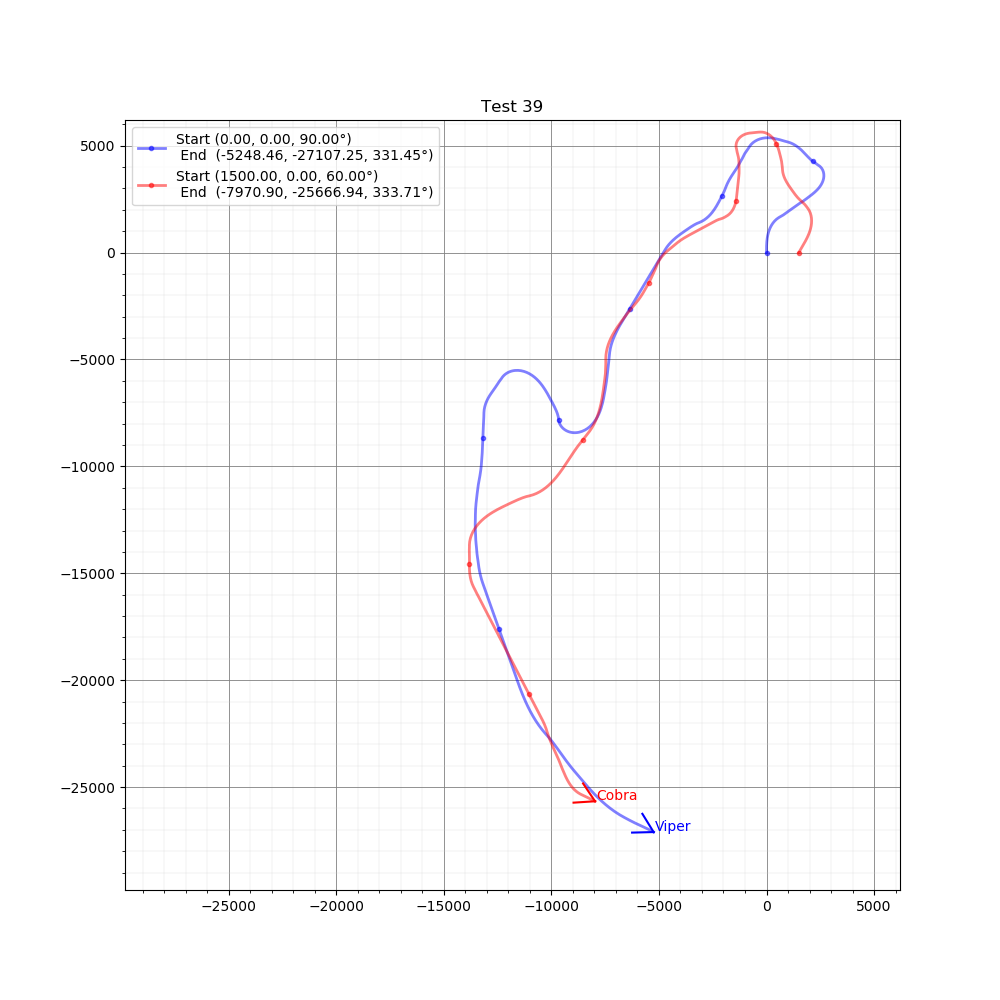 Test 39
Start (0.00, 0.00, 90.00°)
End (-5248.46, -27107.25, 331.45°)
Start (1500.00, 0.00, 60.00°)
End (-7970.90, -25666.94, 333.71°)
5000
0
−5000
−10000
−15000
−20000
−25000
Cobra
Viper
−25000 −20000 −15000 −10000 −5000 0 5000